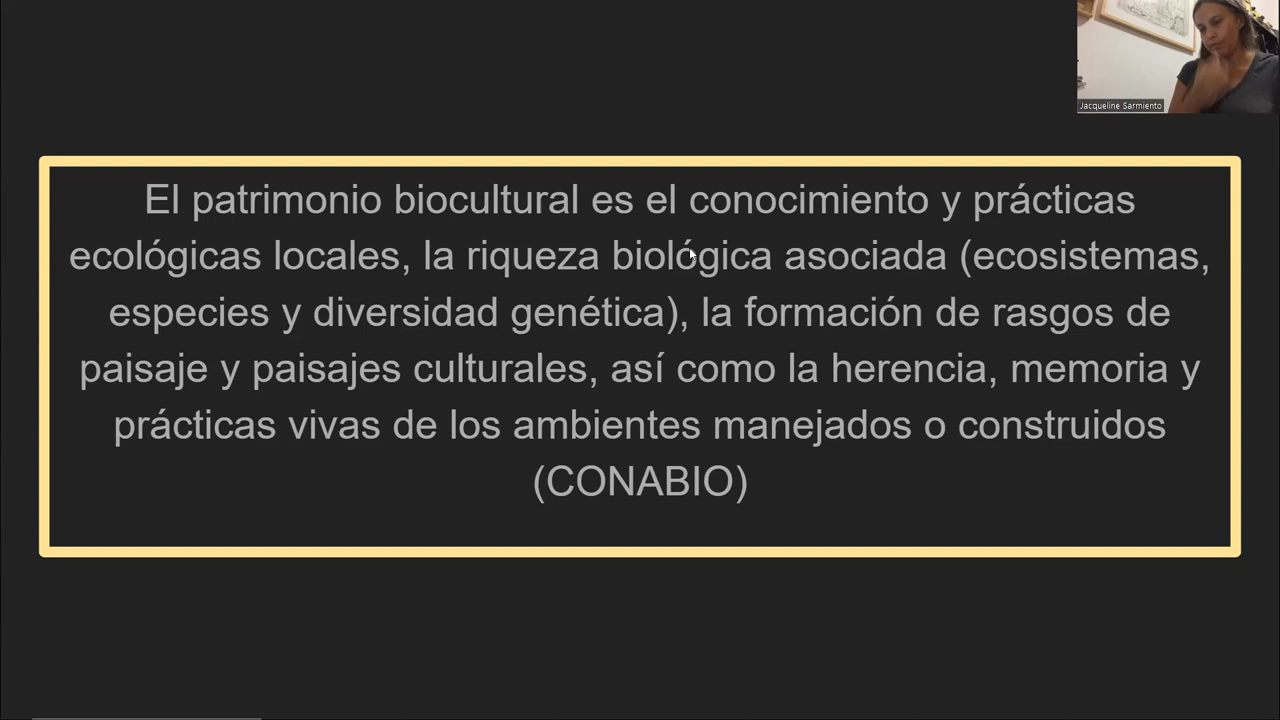 Jacqueline Sarmiento
El patrimonio biocultural es el conocimiento y prácticas
ecológicas locales, la riqueza biológica asociada (ecosistemas,
especies y diversidad genética), la formación de rasgos de
paisaje y paisajes culturales, así como la herencia, memoria y
prácticas vivas de los ambientes manejados o construidos
(CONABIO)